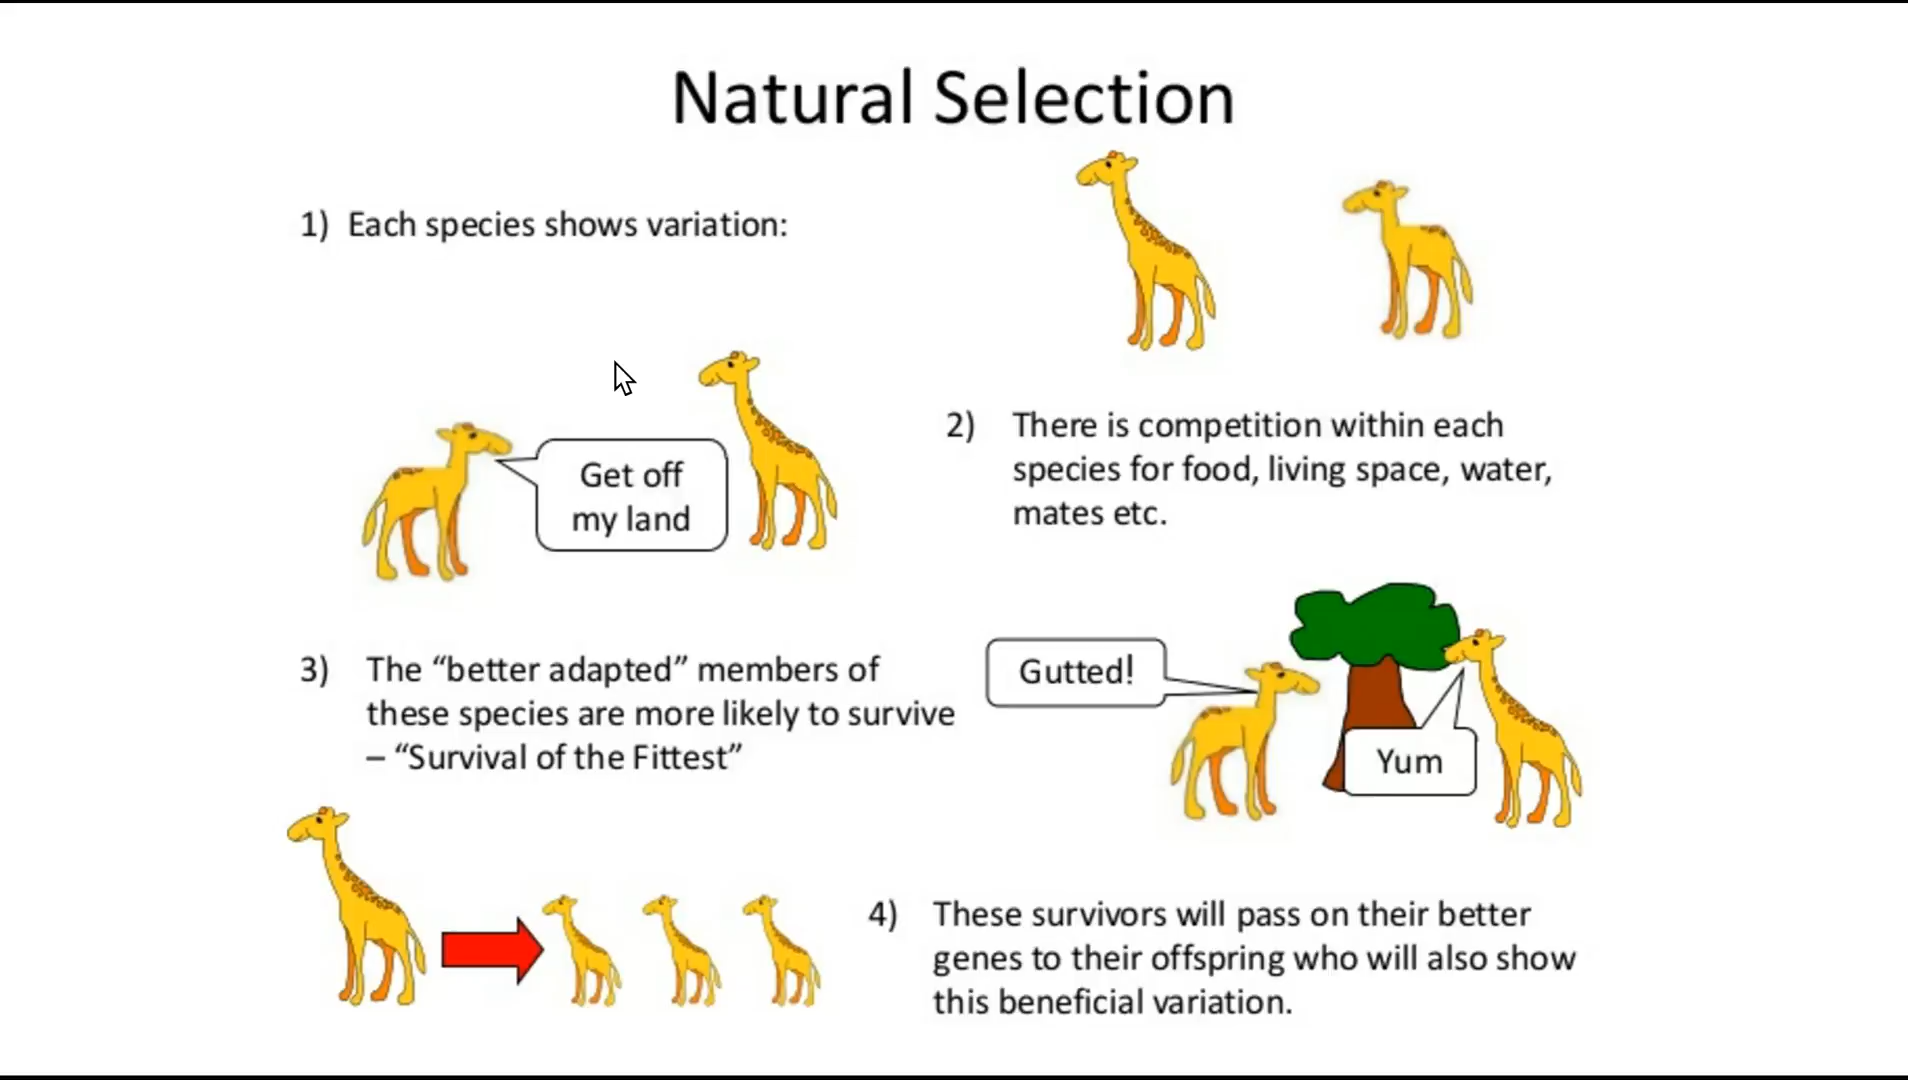 Natural Selection
1) Each species shows variation:
Get off
my land
2) There is competition within each
species for food, living space, water,
mates etc.
3) The “better adapted” members of
these species are more likely to survive
– “Survival of the Fittest”
Gutted!
Yum
4) These survivors will pass on their better
genes to their offspring who will also show
this beneficial variation.